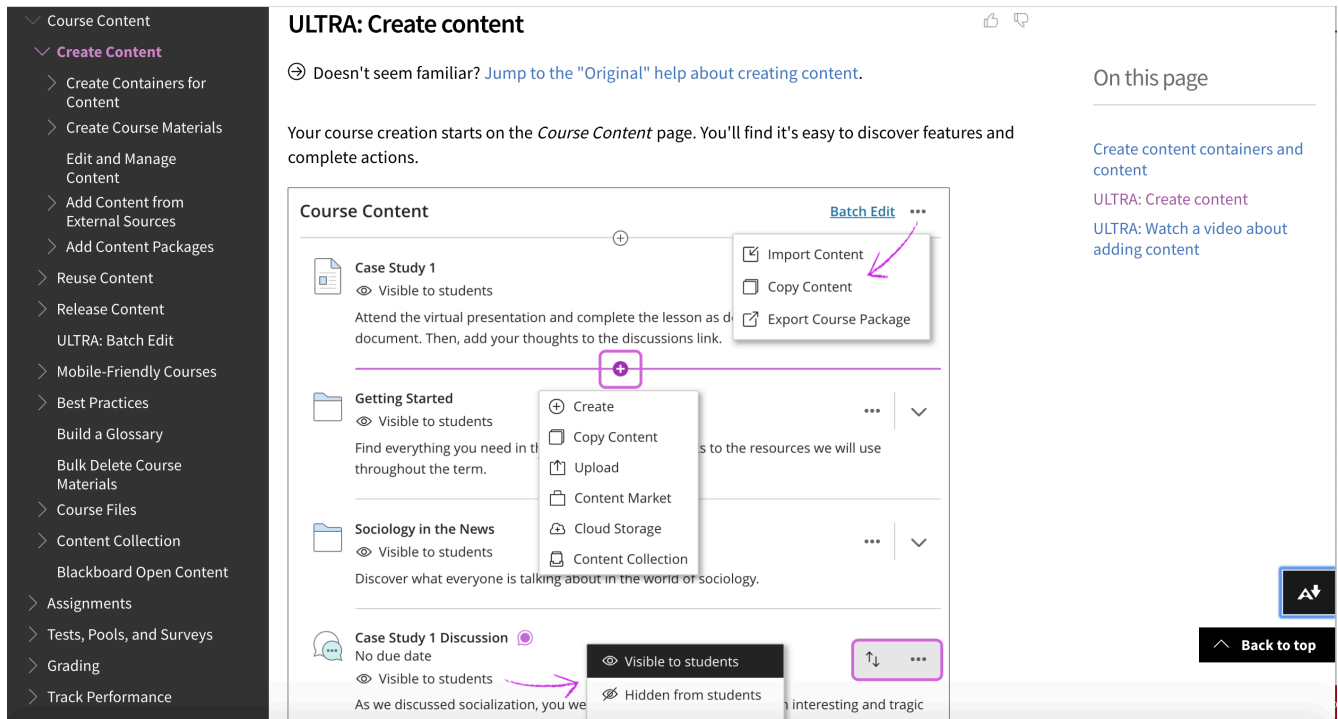 Course Content
Create Content
Create Containers for
Content
Create Course Materials
Edit and Manage
Content
Add Content from
External Sources
Add Content Packages
Reuse Content
Release Content
ULTRA: Batch Edit
Mobile-Friendly Courses
Best Practices
Build a Glossary
Bulk Delete Course
Materials
Course Files
Content Collection
Blackboard Open Content
Assignments
Tests, Pools, and Surveys
Grading
Track Performance
ULTRA: Create content
Doesn't seem familiar? Jump to the "Original" help about creating content.
Your course creation starts on the Course Content page. You'll find it's easy to discover features and
complete actions.
Course Content
Batch Edit
Import Content
Copy Content
Export Course Package
Case Study 1
Visible to students
Attend the virtual presentation and complete the lesson as
document. Then, add your thoughts to the discussions link.
Getting Started
Visible to students
Find everything you need in
s to the resources we will use
throughout the term.
Create
Copy Content
Upload
Content Market
Cloud Storage
Content Collection
Sociology in the News
Visible to students
Discover what everyone is talking about in the world of sociology.
Case Study 1 Discussion
No due date
Visible to students
As we discussed socialization, you we
interesting and tragic
Visible to students
Hidden from students
On this page
Create content containers and
content
ULTRA: Create content
ULTRA: Watch a video about
adding content
A
Back to top